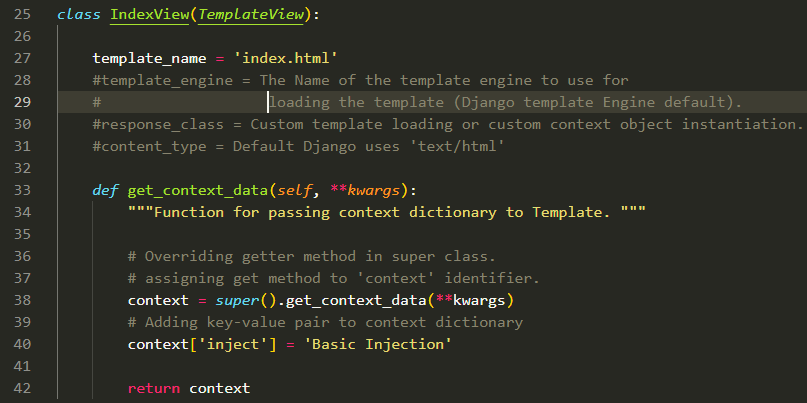 25 class IndexView(TemplateView):
26
27     template_name = 'index.html'
28     #template_engine = The Name of the template engine to use for
29     #                   loading the template (Django template Engine default).
30     #response_class = Custom template loading or custom context object instantiation.
31     #content_type = Default Django uses 'text/html'
32
33     def get_context_data(self, **kwargs):
34         """Function for passing context dictionary to Template. """
35
36         # Overriding getter method in super class.
37         # assigning get method to 'context' identifier.
38         context = super().get_context_data(**kwargs)
39         # Adding key-value pair to context dictionary
40         context['inject'] = 'Basic Injection'
41
42         return context